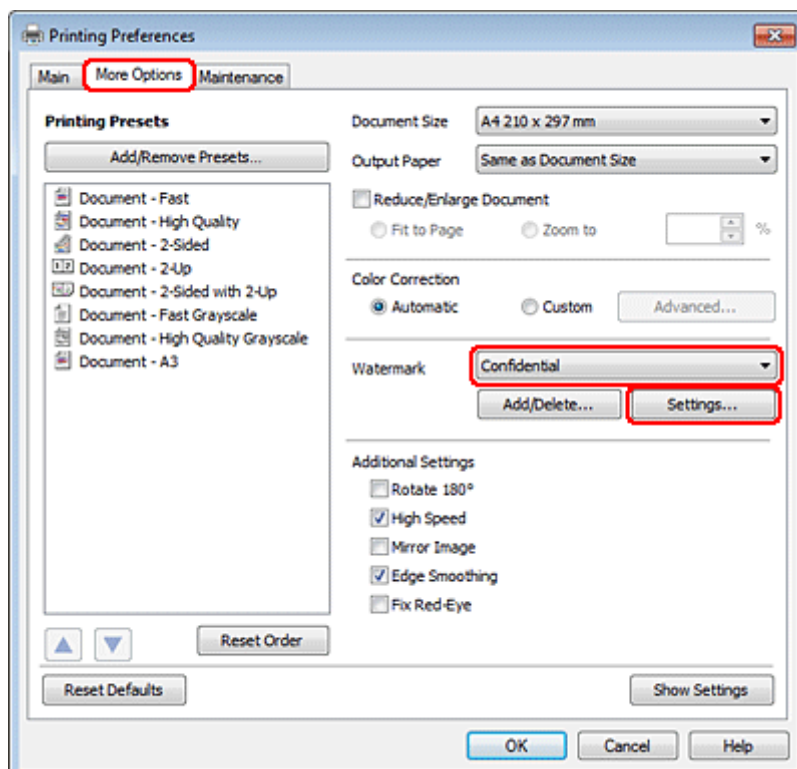 Printing Preferences
Main More Options Maintenance
Printing Presets
Add/Remove Presets...
Document - Fast
Document - High Quality
Document - 2-Sided
Document - 2-Up
Document - 2-Sided with 2-Up
Document - Fast Grayscale
Document - High Quality Grayscale
Document - A3
Reset Order
Document Size A4 210 x 297 mm
Output Paper Same as Document Size
Reduce/Enlarge Document
Fit to Page Zoom to %
Color Correction
Automatic Custom Advanced...
Watermark Confidential
Add/Delete... Settings...
Additional Settings
Rotate 180°
High Speed
Mirror Image
Edge Smoothing
Fix Red-Eye
Reset Defaults Show Settings
OK Cancel Help